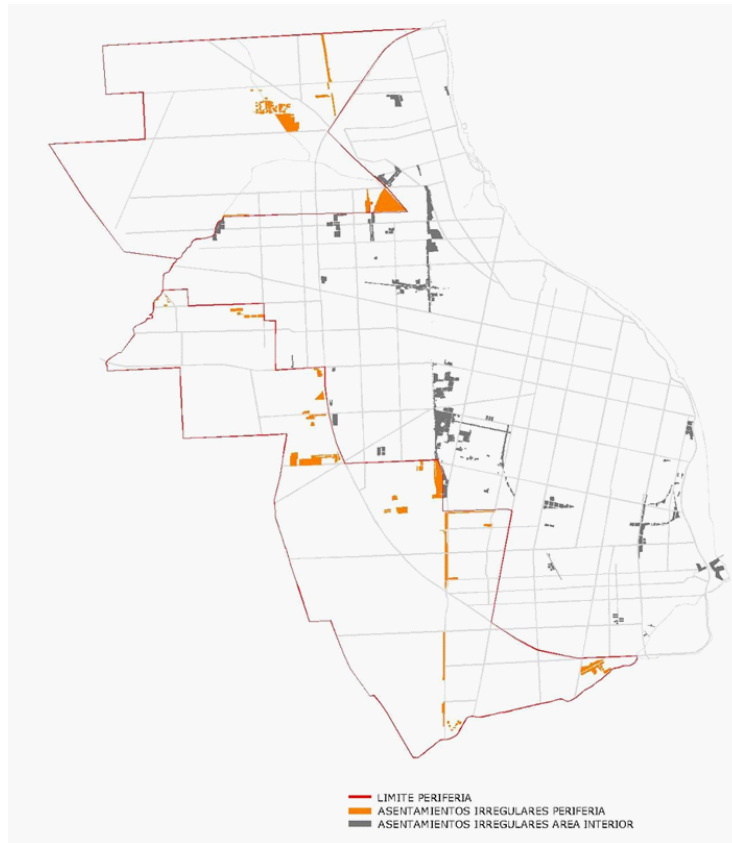 LIMITE PERIFERIA
ASENTAMIENTOS IRREGULARES PERIFERIA
ASENTAMIENTOS IRREGULARES AREA INTERIOR